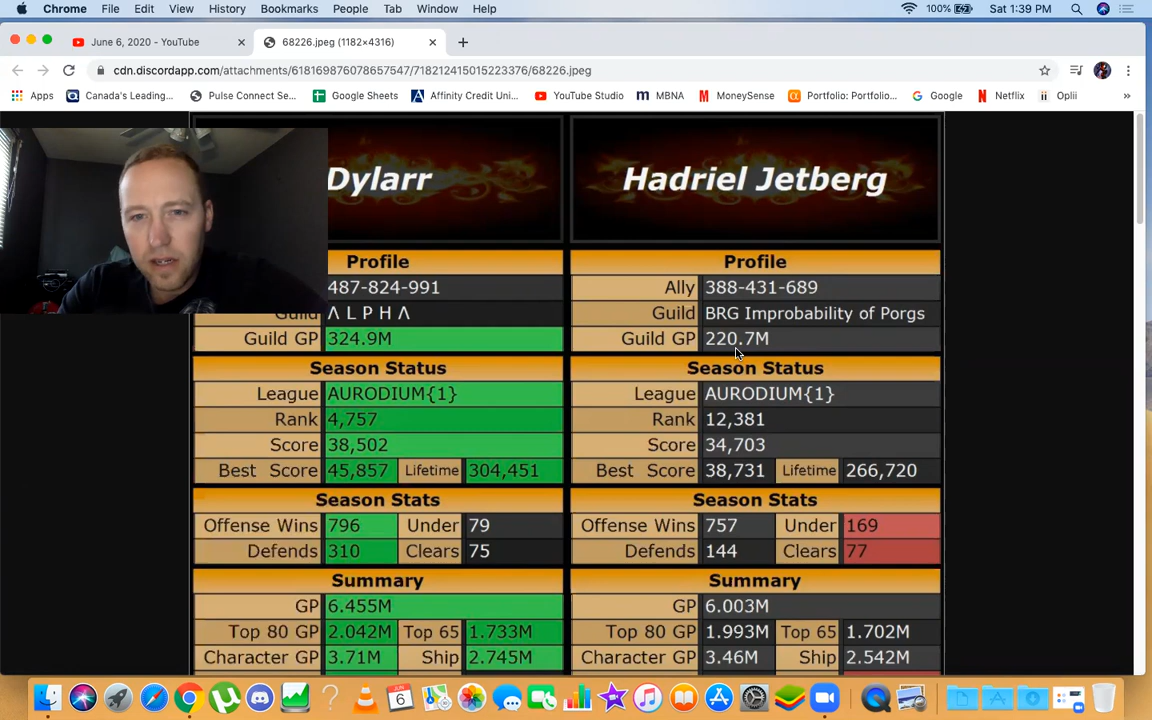 Chrome File Edit View History Bookmarks People Tab Window Help 100% Sat 1:39 PM
June 6, 2020 - YouTube 68226.jpeg (1182×4316)
cdn.discordapp.com/attachments/618169876078657547/718212415015223376/68226.jpeg
Apps Canada's Leading... Pulse Connect Se... Google Sheets Affinity Credit Uni... YouTube Studio MBNA MoneySense Portfolio: Portfolio... Google Netflix Oplii »
Dylarr Hadriel Jetberg
Profile Profile
487-824-991 Ally 388-431-689
Guild Λ L P H Λ Guild BRG Improbability of Porgs
Guild GP 324.9M Guild GP 220.7M
Season Status Season Status
League AURODIUM{1} League AURODIUM{1}
Rank 4,757 Rank 12,381
Score 38,502 Score 34,703
Best Score 45,857 Lifetime 304,451 Best Score 38,731 Lifetime 266,720
Season Stats Season Stats
Offense Wins 796 Under 79 Offense Wins 757 Under 169
Defends 310 Clears 75 Defends 144 Clears 77
Summary Summary
GP 6.455M GP 6.003M
Top 80 GP 2.042M Top 65 1.733M Top 80 GP 1.993M Top 65 1.702M
Character GP 3.71M Ship 2.745M Character GP 3.46M Ship 2.542M
JUN
6